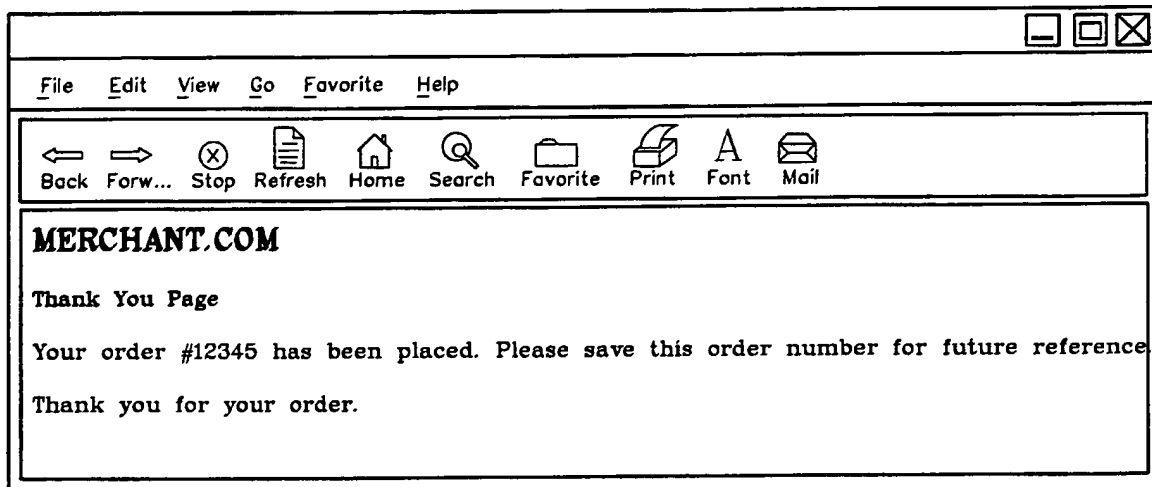 File Edit View Go Favorite Help
Back Forw... Stop Refresh Home Search Favorite Print Font Mail
MERCHANT.COM
Thank You Page
Your order #12345 has been placed. Please save this order number for future reference.
Thank you for your order.